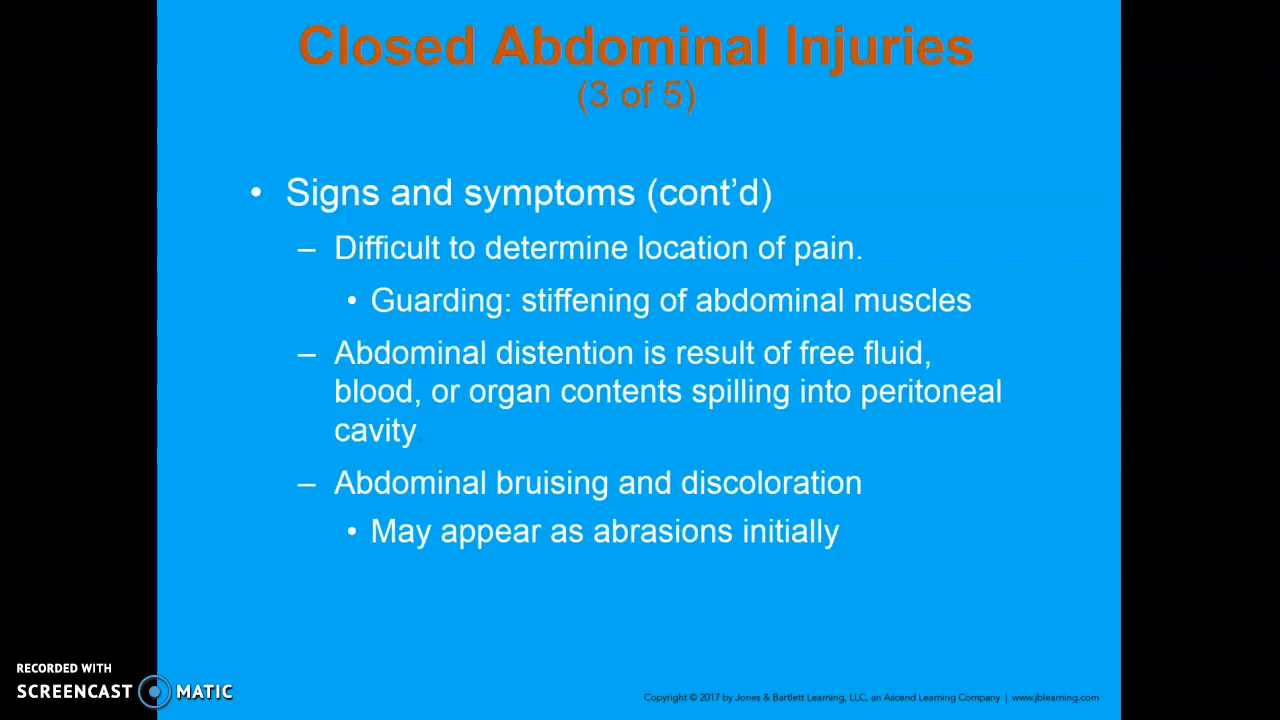 Closed Abdominal Injuries
(3 of 5)
• Signs and symptoms (cont’d)
– Difficult to determine location of pain.
• Guarding: stiffening of abdominal muscles
– Abdominal distention is result of free fluid,
blood, or organ contents spilling into peritoneal
cavity.
– Abdominal bruising and discoloration
• May appear as abrasions initially
RECORDED WITH
SCREENCAST MATIC
Copyright © 2017 by Jones & Bartlett Learning, LLC, an Ascend Learning Company | www.jblearning.com